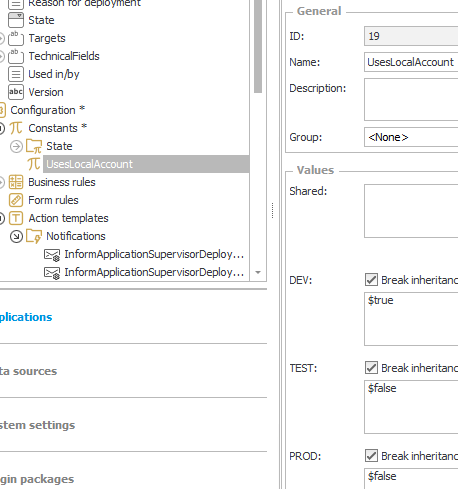 Reason for deployment
State
Targets
TechnicalFields
Used in/by
abc Version
Configuration *
Constants *
State
UsesLocalAccount
Business rules
Form rules
Action templates
Notifications
InformApplicationSupervisorDeploy...
InformApplicationSupervisorDeploy...
plications
ta sources
stem settings
gin packages
General
ID: 19
Name: UsesLocalAccount
Description:
Group: <None>
Values
Shared:
DEV: Break inheritanc
$true
TEST: Break inheritanc
$false
PROD: Break inheritanc
$false